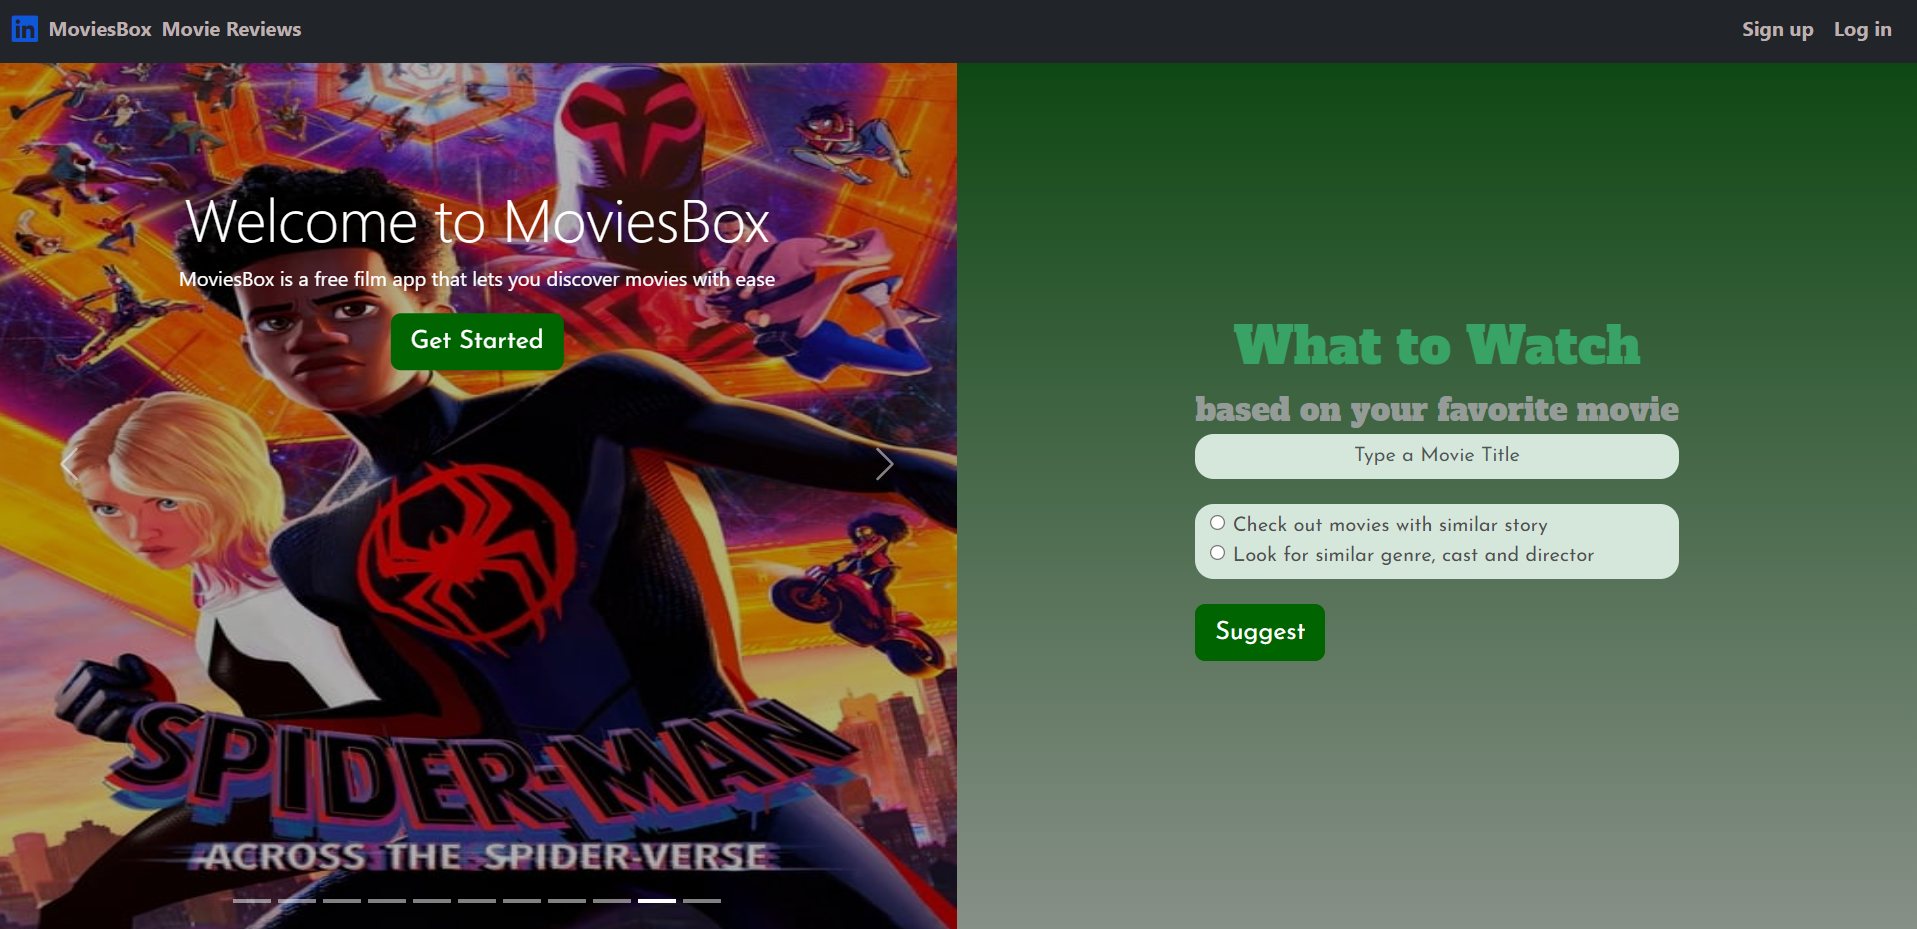 in MoviesBox Movie Reviews
Sign up Log in
Welcome to MoviesBox
MoviesBox is a free film app that lets you discover movies with ease
Get Started
SPIDER-MAN
ACROSS THE SPIDER-VERSE
What to Watch
based on your favorite movie
Type a Movie Title
Check out movies with similar story
Look for similar genre, cast and director
Suggest